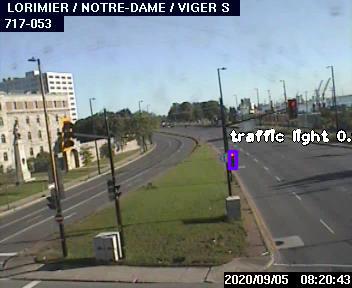 LORIMIER / NOTRE-DAME / VIGER S
717-053
traffic light 0.
2020/09/05 08:20:43